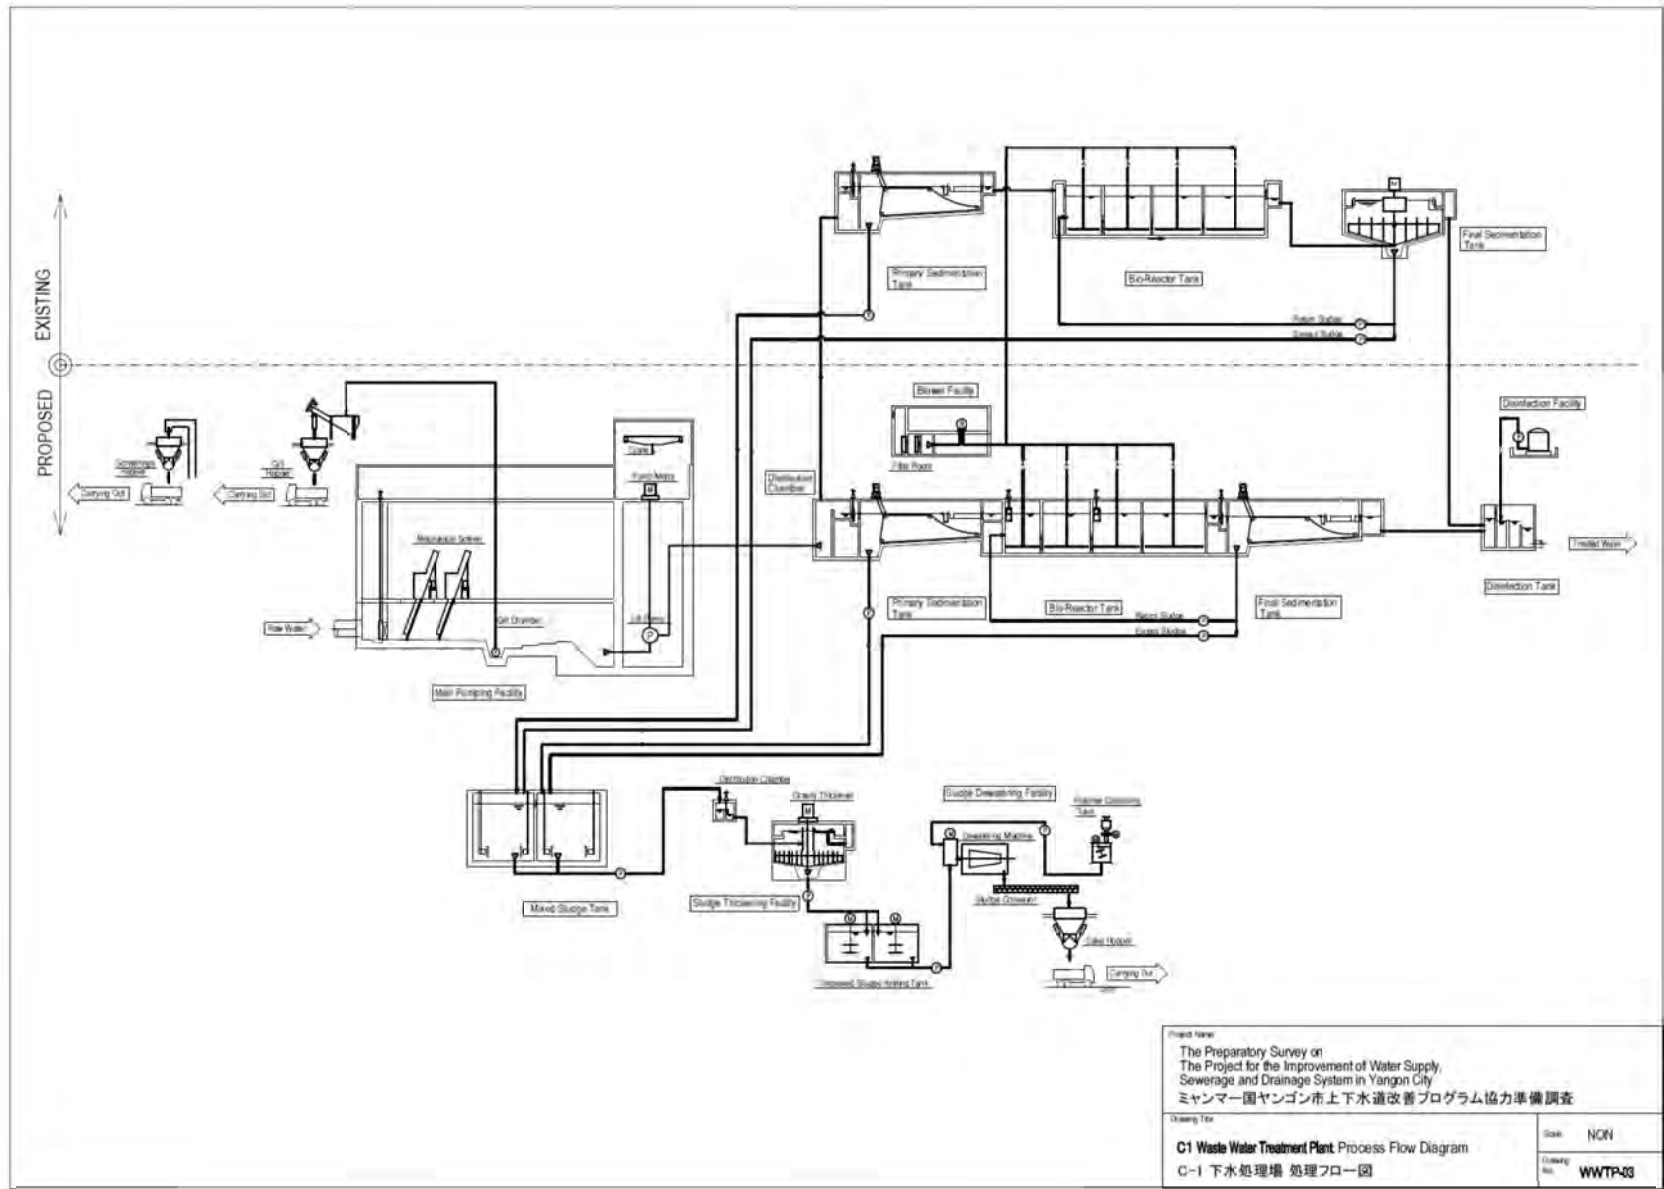 EXISTING
PROPOSED
Primary Sedimentation
Tank
Bio-Reactor Tank
Final Sedimentation
Tank
Return Sludge
Excess Sludge
Blower Facility
Filter Room
Disinfection Facility
Distribution
Chamber
Screenings
Hopper
Grit
Hopper
Carrying Out
Carrying Out
Crane
Pump Motor
Mechanical Screen
Grit Chamber
Lift Pump
Raw Water
Main Pumping Facility
Primary Sedimentation
Tank
Bio-Reactor Tank
Return Sludge
Excess Sludge
Final Sedimentation
Tank
Treated Water
Disinfection Tank
Distribution Chamber
Gravity Thickener
Sludge Dewatering Facility
Dewatering Machine
Sludge Conveyor
Cake Hopper
Carrying Out
Mixed Sludge Tank
Sludge Thickening Facility
Thickened Sludge Holding Tank
Project Name
The Preparatory Survey on
The Project for the Improvement of Water Supply,
Sewerage and Drainage System in Yangon City
ミャンマー国ヤンゴン市上下水道改善プログラム協力準備調査
Drawing Title
C1 Waste Water Treatment Plant: Process Flow Diagram
C-1 下水処理場 処理フロー図
Scale
NON
Drawing
No.
WWTP-03